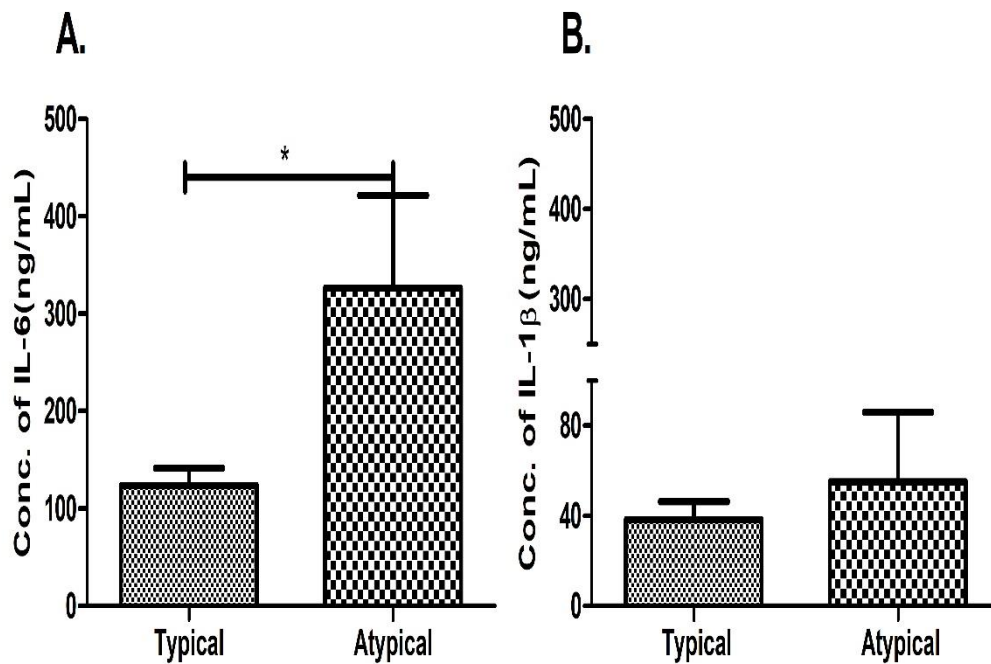 A.
Conc. of IL-6(ng/mL)
500
400
300
200
100
0
*
Typical
Atypical
B.
Conc. of IL-1β(ng/mL)
500
400
300
80
40
0
Typical
Atypical